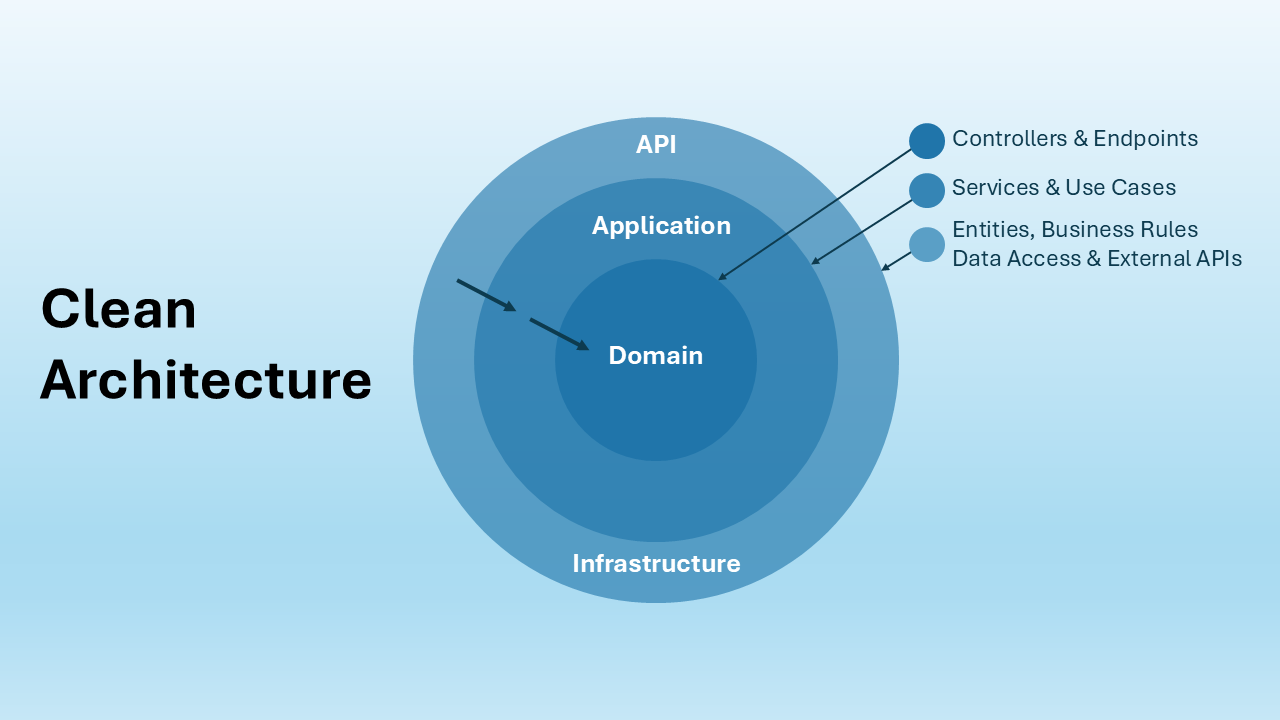 Clean
Architecture
API
Application
Domain
Infrastructure
Controllers & Endpoints
Services & Use Cases
Entities, Business Rules
Data Access & External APIs